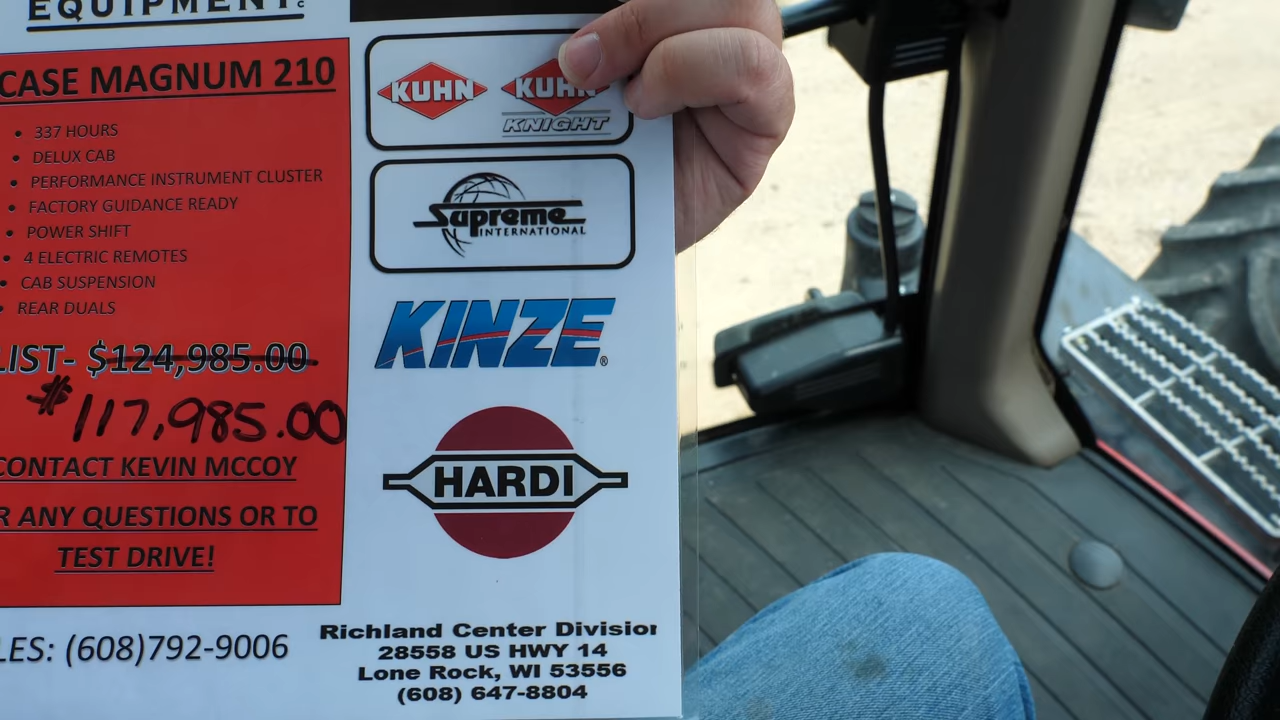 EQUIPMENT
CASE MAGNUM 210
• 337 HOURS
• DELUX CAB
• PERFORMANCE INSTRUMENT CLUSTER
• FACTORY GUIDANCE READY
• POWER SHIFT
• 4 ELECTRIC REMOTES
• CAB SUSPENSION
• REAR DUALS
LIST- $124,985.00
$117,985.00
CONTACT KEVIN MCCOY
R ANY QUESTIONS OR TO
TEST DRIVE!
LES: (608)792-9006
KUHN KUHN
KNIGHT
Supreme
INTERNATIONAL
KINZE®
HARDI
Richland Center Division
28558 US HWY 14
Lone Rock, WI 53556
(608) 647-8804